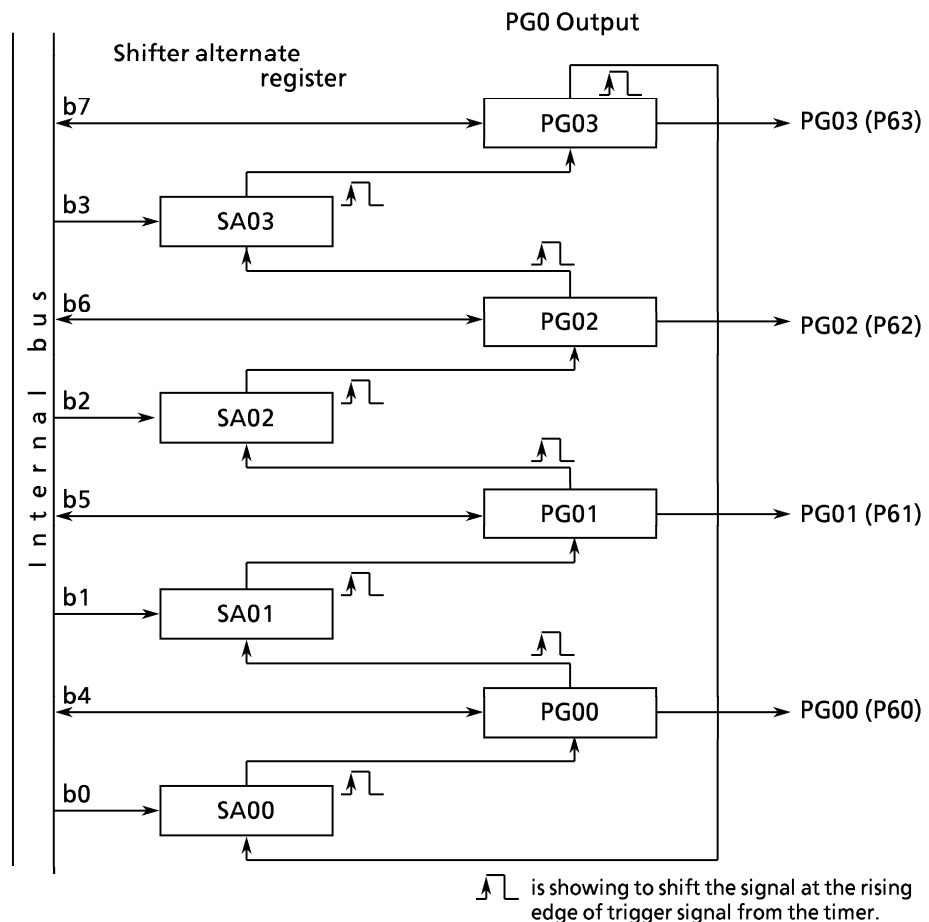 PG0 Output
Shifter alternate
register
b7
PG03
PG03 (P63)
b3
SA03
b6
PG02
PG02 (P62)
b2
SA02
b5
PG01
PG01 (P61)
b1
SA01
b4
PG00
PG00 (P60)
b0
SA00
Internal bus
is showing to shift the signal at the rising
edge of trigger signal from the timer.